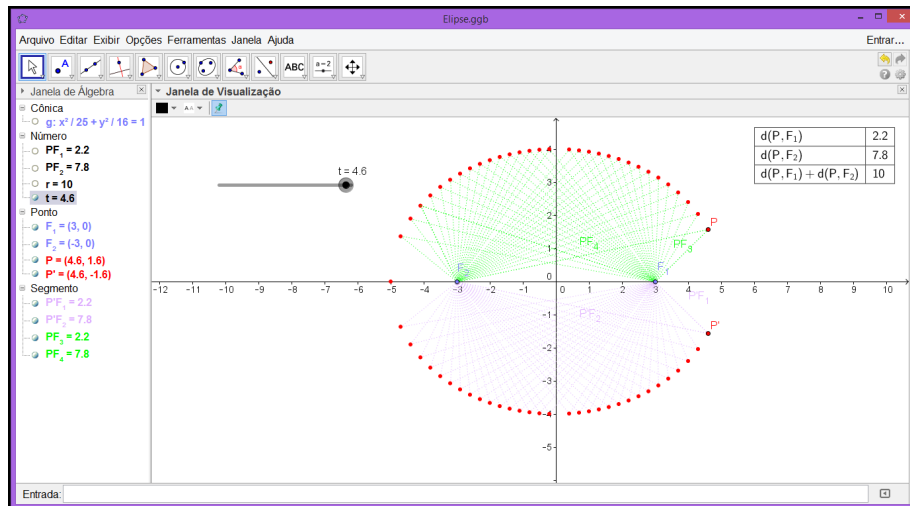 Elipse.ggb
Arquivo Editar Exibir Opções Ferramentas Janela Ajuda
Entrar...
A
ABC
a=2
Janela de Álgebra
Janela de Visualização
Cônica
g: x² / 25 + y² / 16 = 1
Número
PF₁ = 2.2
PF₂ = 7.8
r = 10
t = 4.6
Ponto
F₁ = (3, 0)
F₂ = (-3, 0)
P = (4.6, 1.6)
P' = (4.6, -1.6)
Segmento
P'F₁ = 2.2
P'F₂ = 7.8
PF₃ = 2.2
PF₄ = 7.8
t = 4.6
d(P, F₁) 2.2
d(P, F₂) 7.8
d(P, F₁) + d(P, F₂) 10
4
3
2
1
0
-1
-2
-3
-4
-5
-12 -11 -10 -9 -8 -7 -6 -5 -4 -3 -2 -1 0 1 2 3 4 5 6 7 8 9 10
P
PF₄
PF₃
F₂
F₁
P'F₁
P'F₂
P'
Entrada: